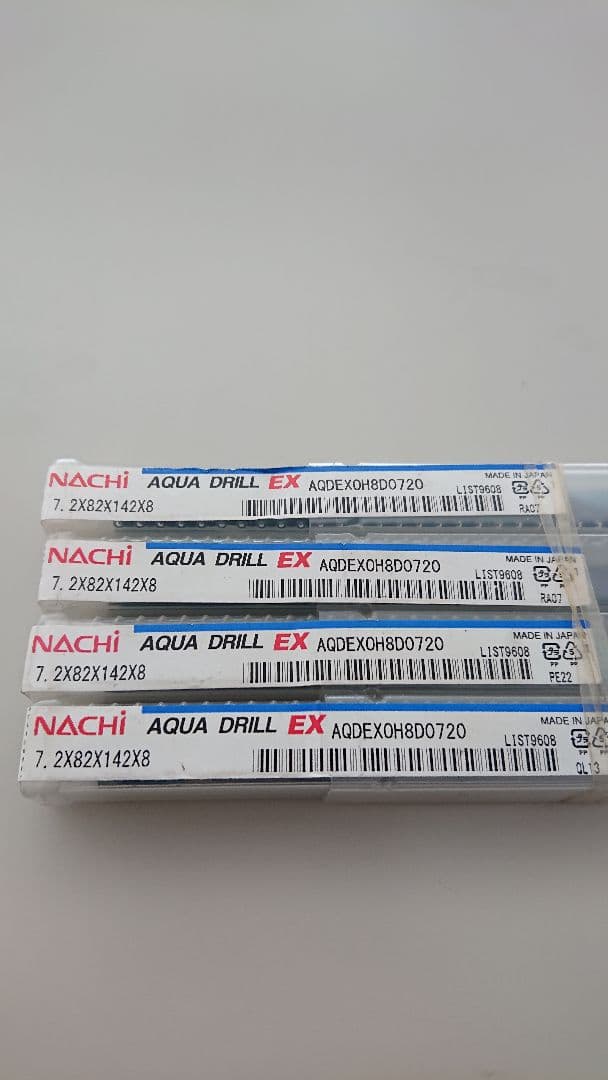 NACHi AQUA DRILL EX AQDEXOH8D0720 MADE IN JAPAN
7.2X82X142X8 LIST9608
RA07
NACHi AQUA DRILL EX AQDEXOH8D0720 MADE IN JAPAN
7.2X82X142X8 LIST9608
RA07
NACHi AQUA DRILL EX AQDEXOH8D0720 MADE IN JAPAN
7.2X82X142X8 LIST9608
PE22
NACHi AQUA DRILL EX AQDEXOH8D0720 MADE IN JAPA
7.2X82X142X8 LIST9608